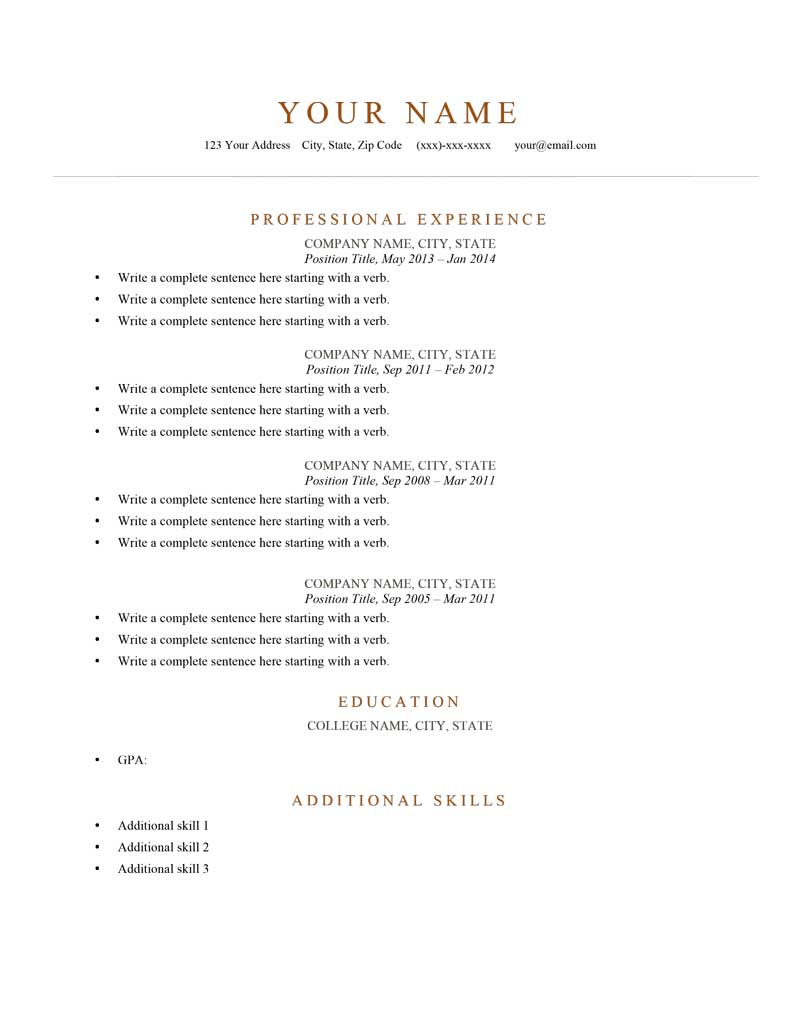 YOUR NAME
123 Your Address City, State, Zip Code (xxx)-xxx-xxxx your@email.com
PROFESSIONAL EXPERIENCE
COMPANY NAME, CITY, STATE
Position Title, May 2013 – Jan 2014
• Write a complete sentence here starting with a verb.
• Write a complete sentence here starting with a verb.
• Write a complete sentence here starting with a verb.
COMPANY NAME, CITY, STATE
Position Title, Sep 2011 – Feb 2012
• Write a complete sentence here starting with a verb.
• Write a complete sentence here starting with a verb.
• Write a complete sentence here starting with a verb.
COMPANY NAME, CITY, STATE
Position Title, Sep 2008 – Mar 2011
• Write a complete sentence here starting with a verb.
• Write a complete sentence here starting with a verb.
• Write a complete sentence here starting with a verb.
COMPANY NAME, CITY, STATE
Position Title, Sep 2005 – Mar 2011
• Write a complete sentence here starting with a verb.
• Write a complete sentence here starting with a verb.
• Write a complete sentence here starting with a verb.
EDUCATION
COLLEGE NAME, CITY, STATE
• GPA:
ADDITIONAL SKILLS
• Additional skill 1
• Additional skill 2
• Additional skill 3